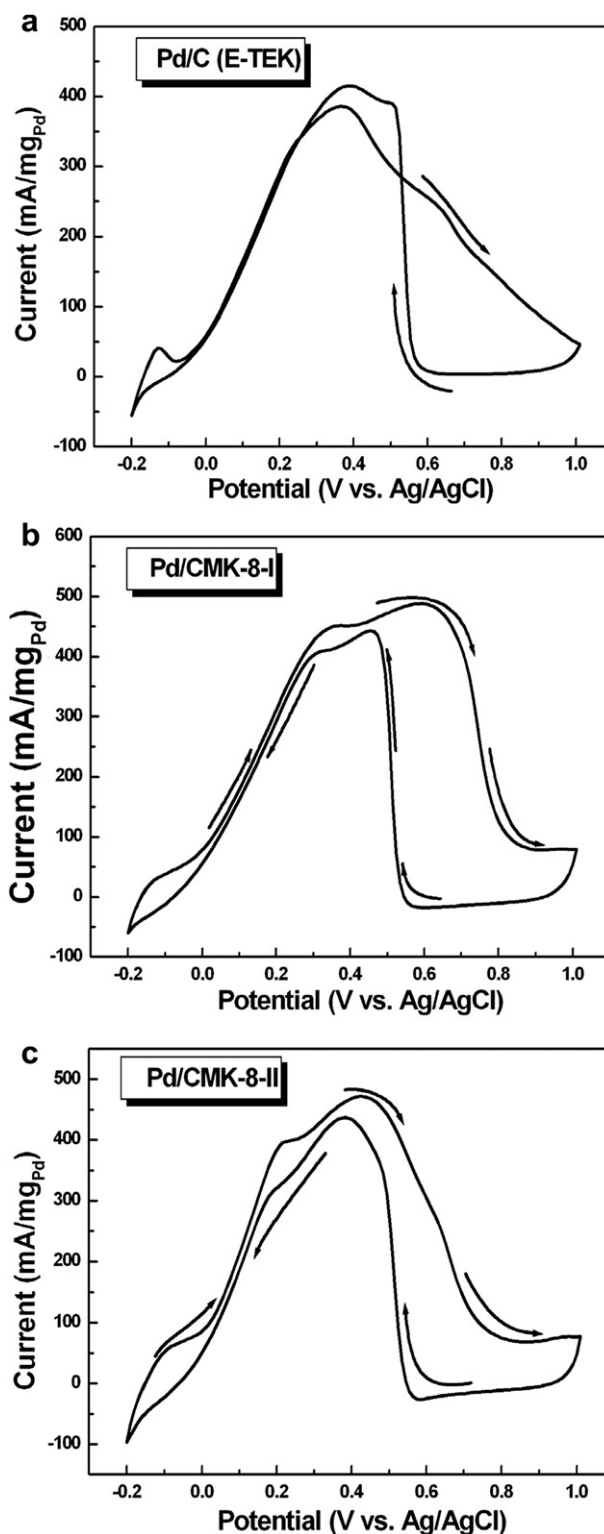 a
Pd/C (E-TEK)
500
400
300
200
100
0
-100
Current (mA/mgPd)
-0.2 0.0 0.2 0.4 0.6 0.8 1.0
Potential (V vs. Ag/AgCl)
b
Pd/CMK-8-I
600
500
400
300
200
100
0
-100
Current (mA/mgPd)
-0.2 0.0 0.2 0.4 0.6 0.8 1.0
Potential (V vs. Ag/AgCl)
c
Pd/CMK-8-II
500
400
300
200
100
0
-100
Current (mA/mgPd)
-0.2 0.0 0.2 0.4 0.6 0.8 1.0
Potential (V vs. Ag/AgCl)